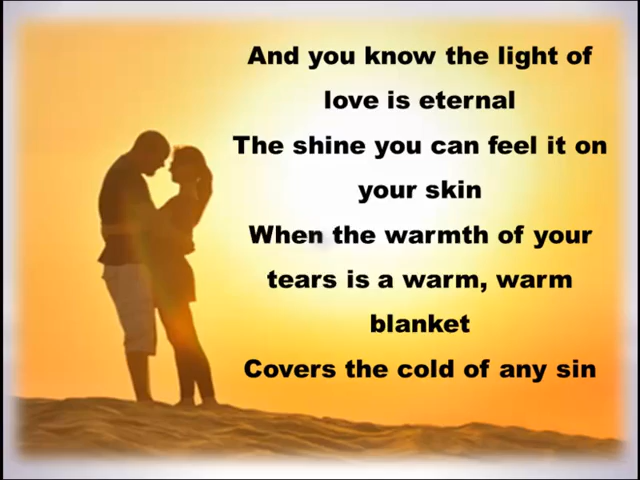 And you know the light of
love is eternal
The shine you can feel it on
your skin
When the warmth of your
tears is a warm, warm
blanket
Covers the cold of any sin